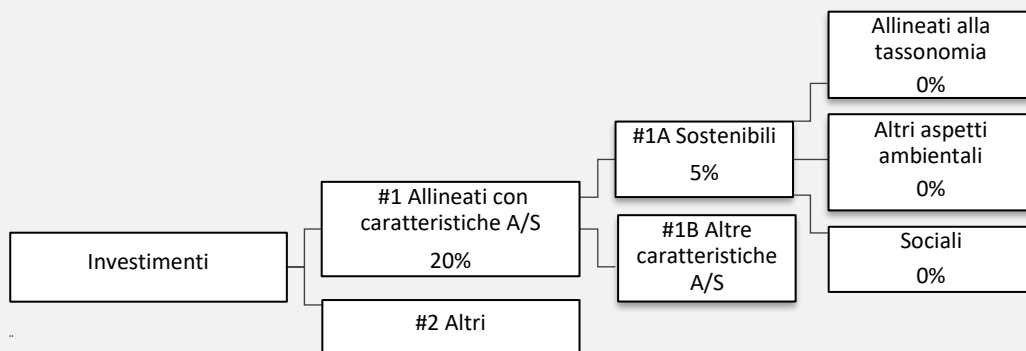 Investimenti
#1 Allineati con
caratteristiche A/S
20%
#2 Altri
#1A Sostenibili
5%
#1B Altre
caratteristiche
A/S
Allineati alla
tassonomia
0%
Altri aspetti
ambientali
0%
Sociali
0%